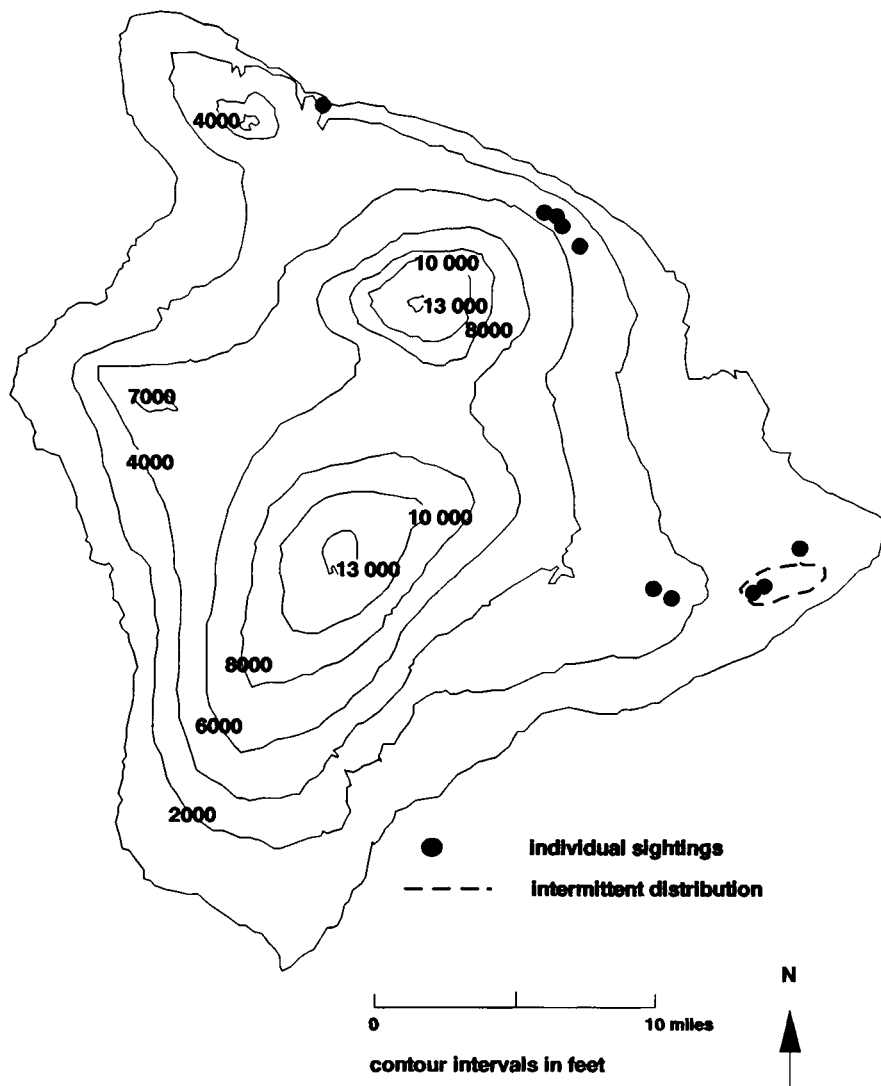 4000
10 000
13 000
8000
7000
4000
10 000
13 000
8000
6000
2000
individual sightings
intermittent distribution
N
0
10 miles
contour intervals in feet